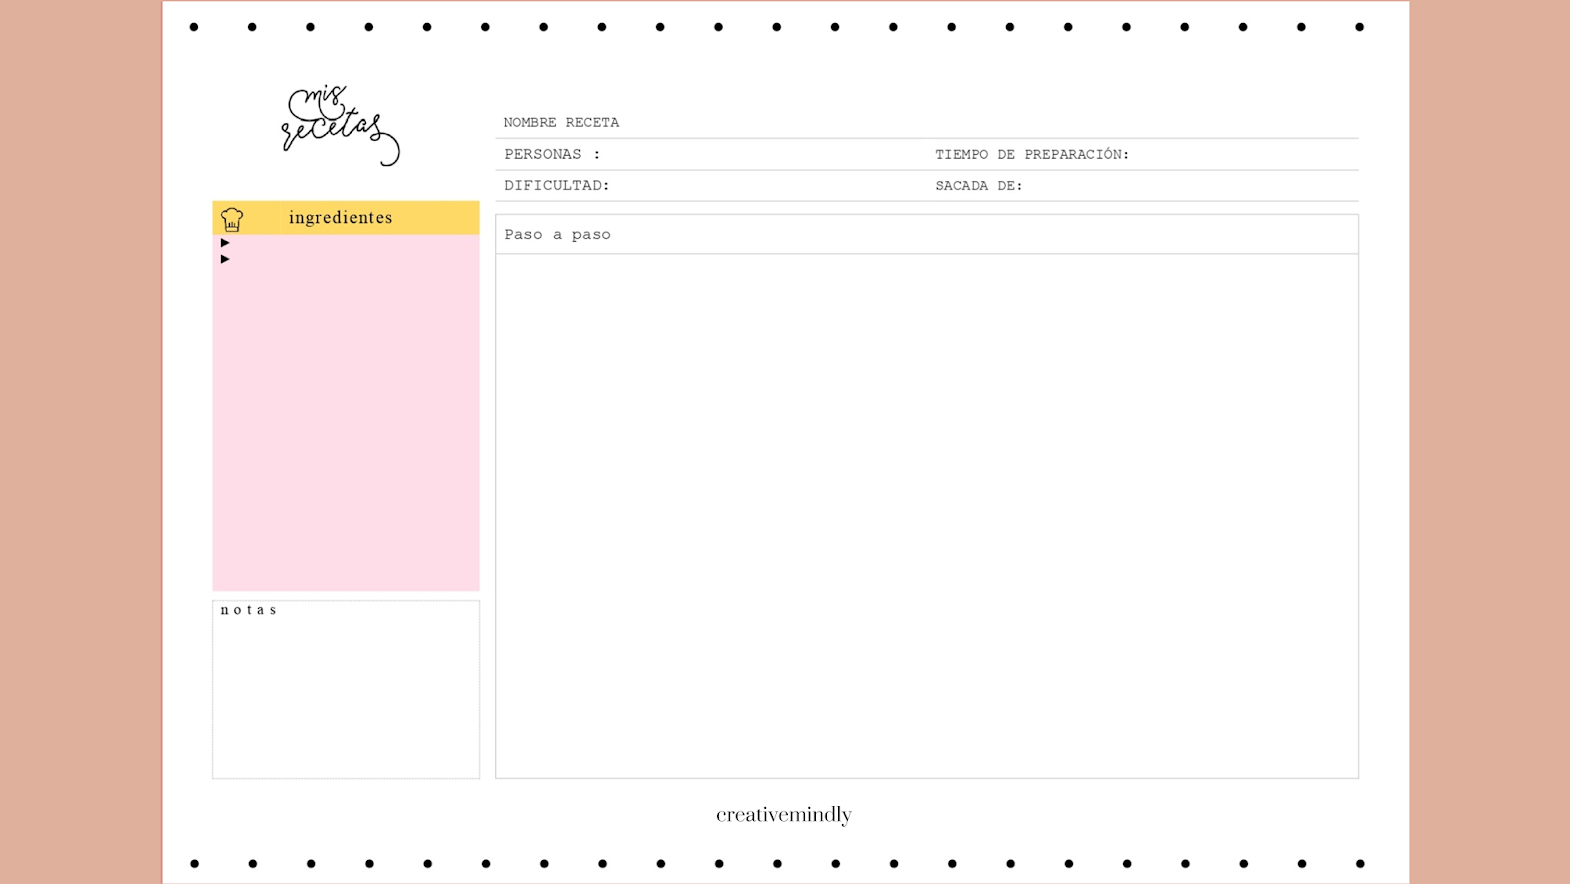 mis
recetas
NOMBRE RECETA
PERSONAS :
TIEMPO DE PREPARACIÓN:
DIFICULTAD:
SACADA DE:
ingredientes
Paso a paso
notas
creativemindly